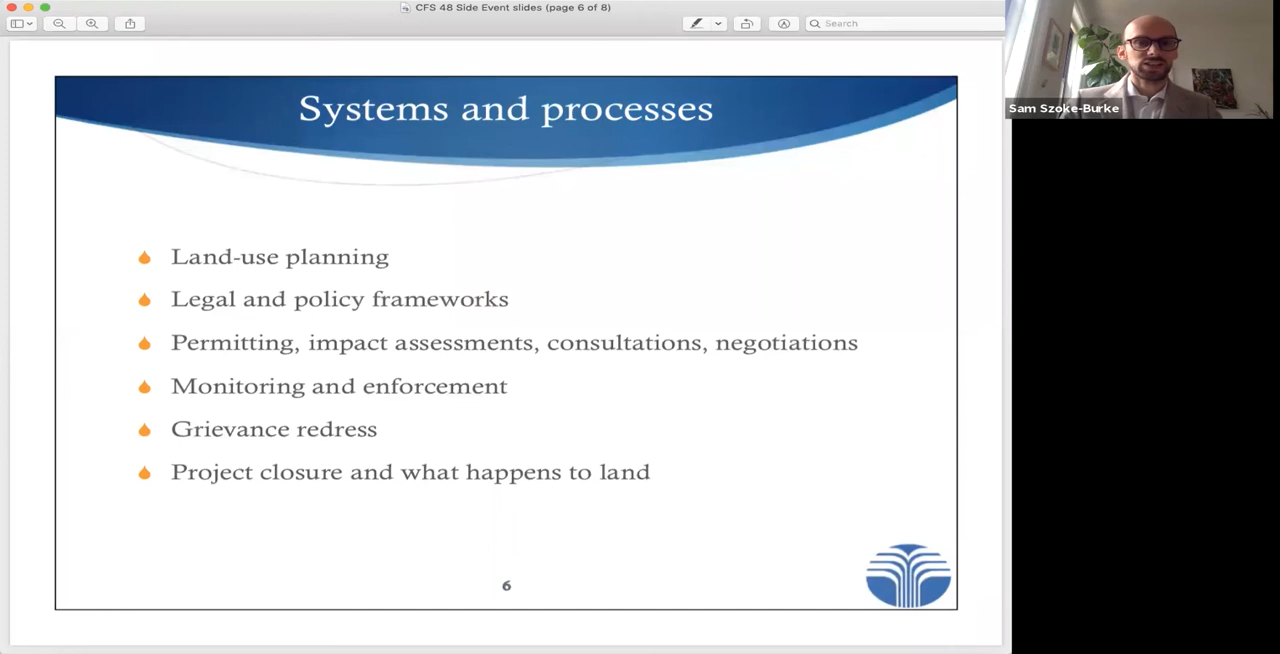 CFS 48 Side Event slides (page 6 of 8)
Search
Sam Szoke-Burke
Systems and processes
Land-use planning
Legal and policy frameworks
Permitting, impact assessments, consultations, negotiations
Monitoring and enforcement
Grievance redress
Project closure and what happens to land
6